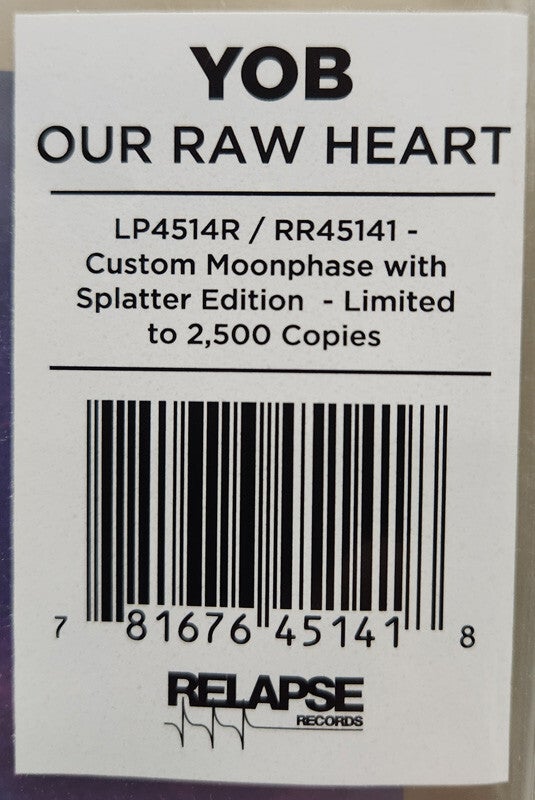 YOB
OUR RAW HEART
LP4514R / RR45141 -
Custom Moonphase with
Splatter Edition - Limited
to 2,500 Copies
7 81676 45141 8
RELAPSE
RECORDS